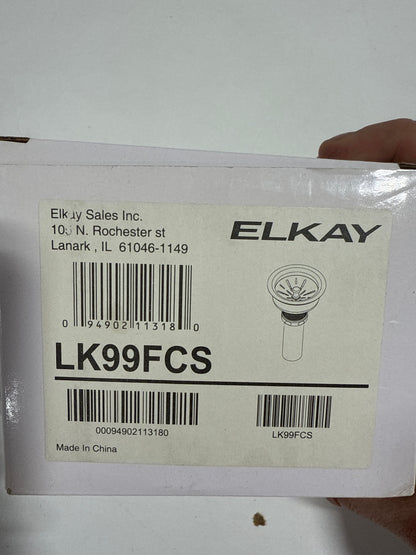 Elkay Sales Inc.
ELKAY
N. Rochester st
Lanark , IL 61046-1149
0 94902 11318 0
LK99FCS
00094902113180
LK99FCS
Made In China